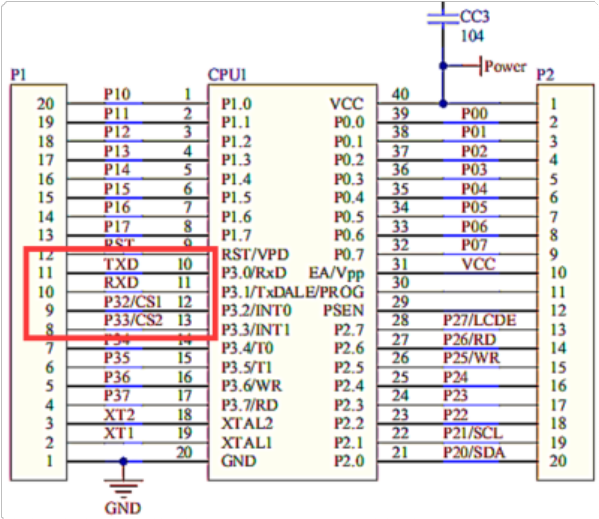 CC3
104
Power
P1 CPU1 P2
20 P10 1 P1.0 VCC 40 1
19 P11 2 P1.1 P0.0 39 P00 2
18 P12 3 P1.2 P0.1 38 P01 3
17 P13 4 P1.3 P0.2 37 P02 4
16 P14 5 P1.4 P0.3 36 P03 5
15 P15 6 P1.5 P0.4 35 P04 6
14 P16 7 P1.6 P0.5 34 P05 7
13 P17 8 P1.7 P0.6 33 P06 8
12 RST 9 RST/VPD P0.7 32 P07 9
11 TXD 10 P3.0/RxD EA/Vpp 31 VCC 10
10 RXD 11 P3.1/TxD ALE/PROG 30 11
9 P32/CS1 12 P3.2/INT0 PSEN 29 12
8 P33/CS2 13 P3.3/INT1 P2.7 28 P27/LCDE 13
7 P34 14 P3.4/T0 P2.6 27 P26/RD 14
6 P35 15 P3.5/T1 P2.5 26 P25/WR 15
5 P36 16 P3.6/WR P2.4 25 P24 16
4 P37 17 P3.7/RD P2.3 24 P23 17
3 XT2 18 XTAL2 P2.2 23 P22 18
2 XT1 19 XTAL1 P2.1 22 P21/SCL 19
1 20 GND P2.0 21 P20/SDA 20
GND